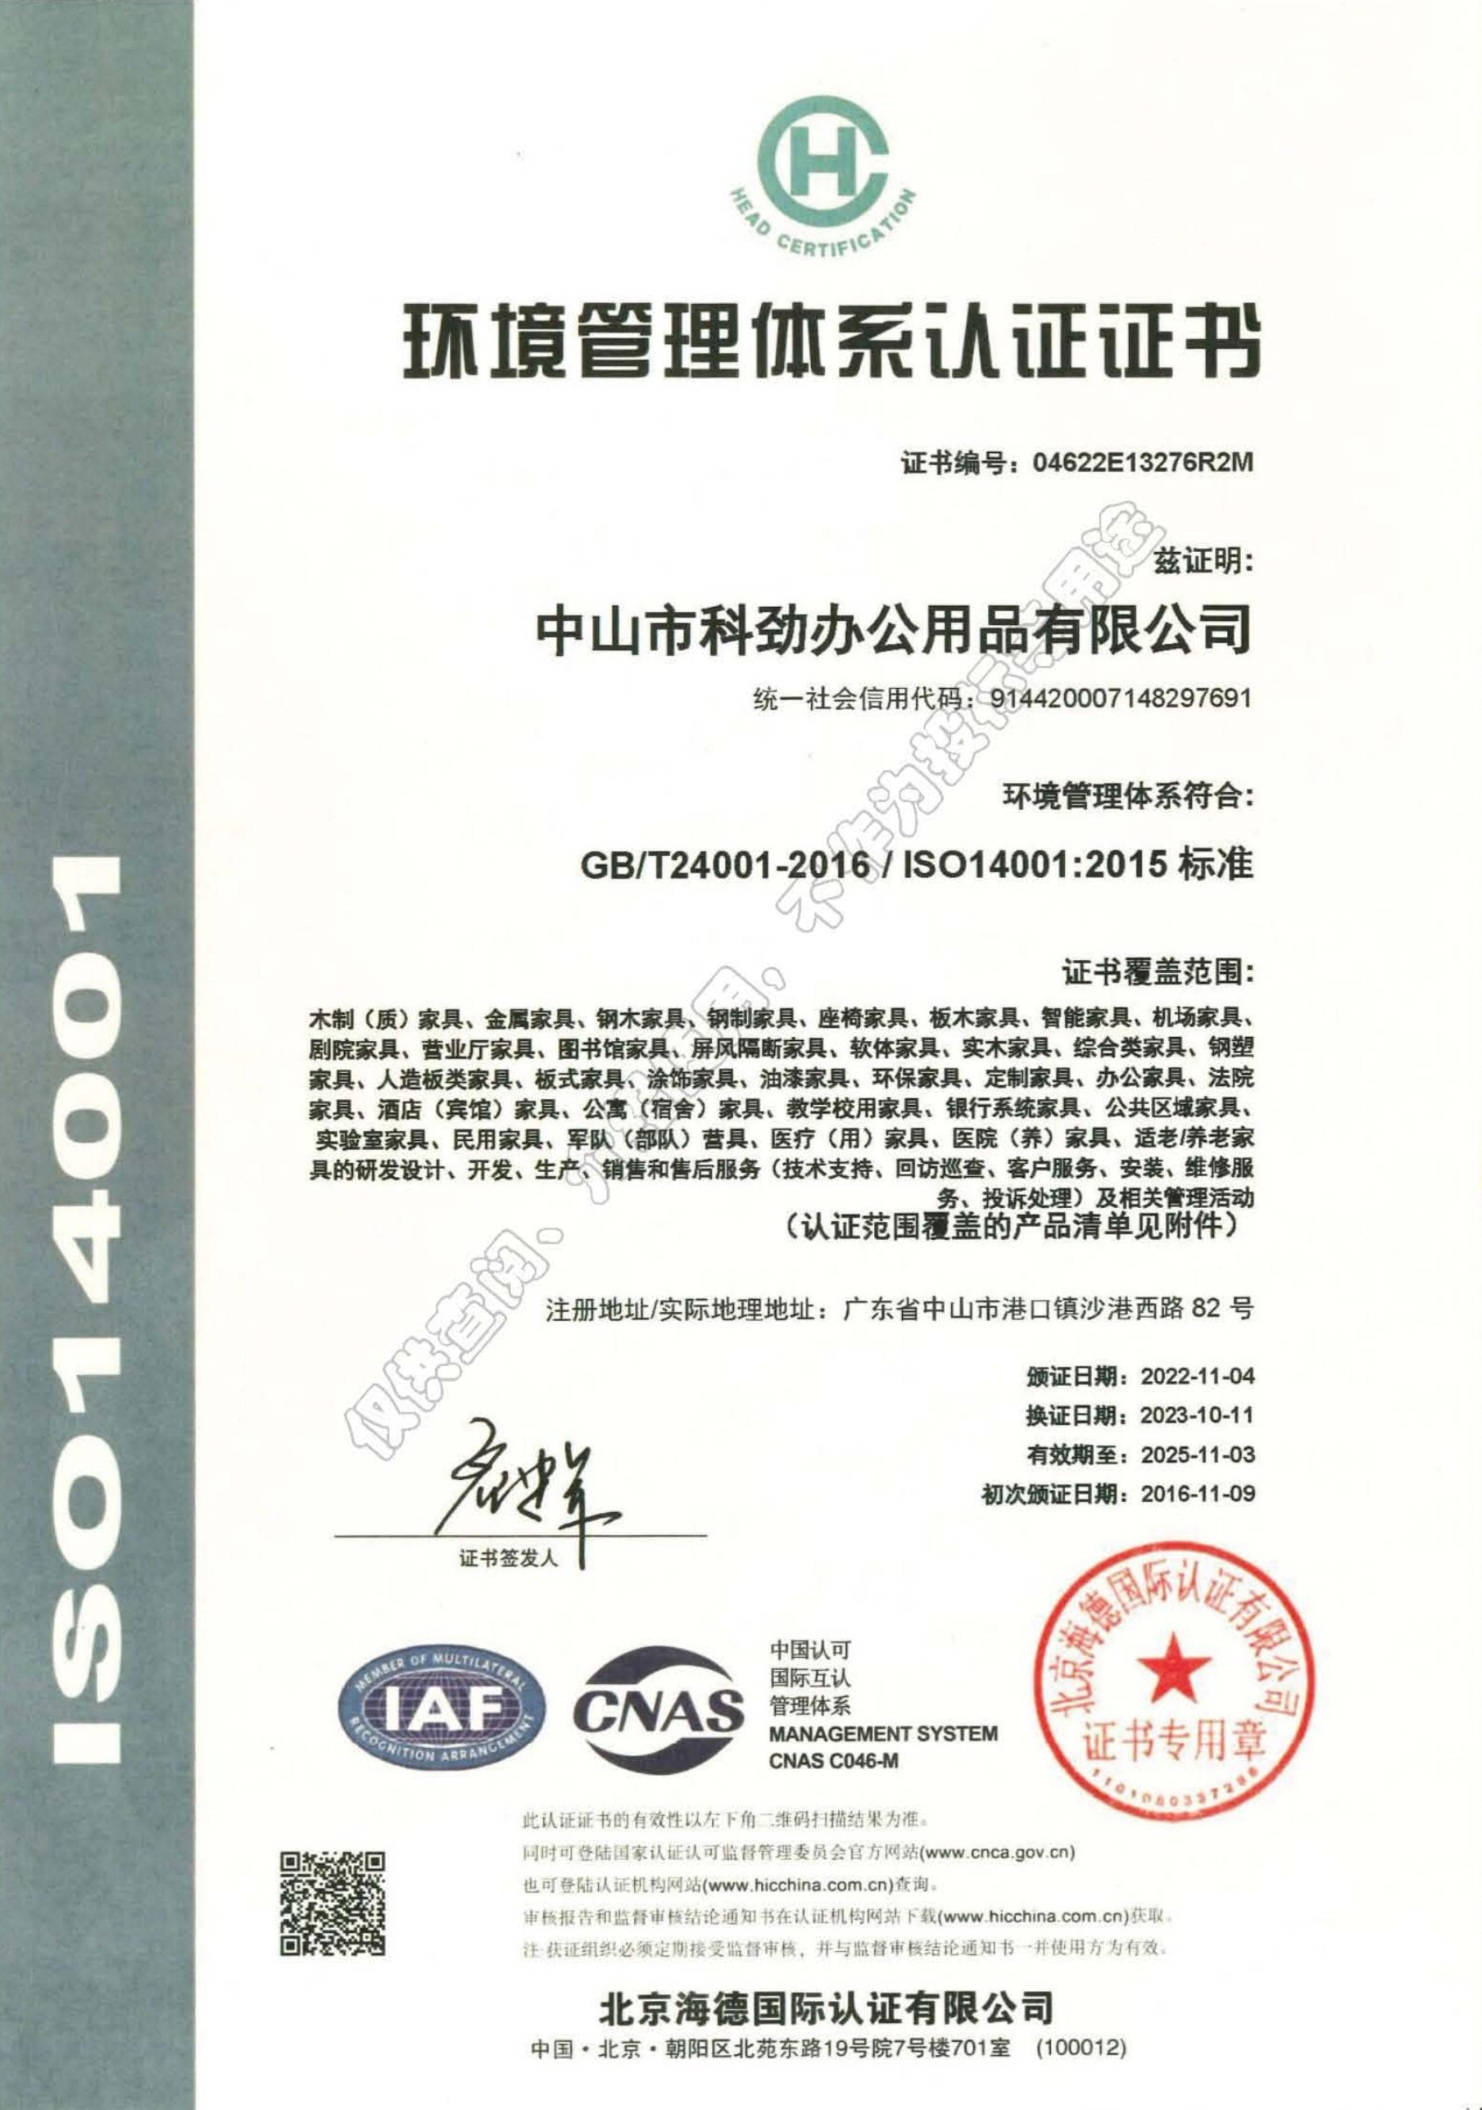 HEAD CERTIFICATION
环境管理体系认证证书
证书编号：04622E13276R2M
兹证明：
中山市科劲办公用品有限公司
统一社会信用代码：914420007148297691
环境管理体系符合：
GB/T24001-2016 / ISO14001:2015 标准
证书覆盖范围：
木制（质）家具、金属家具、钢木家具、钢制家具、座椅家具、板木家具、智能家具、机场家具、
剧院家具、营业厅家具、图书馆家具、屏风隔断家具、软体家具、实木家具、综合类家具、钢塑
家具、人造板类家具、板式家具、涂饰家具、油漆家具、环保家具、定制家具、办公家具、法院
家具、酒店（宾馆）家具、公寓（宿舍）家具、教学校用家具、银行系统家具、公共区域家具、
实验室家具、民用家具、军队（部队）营具、医疗（用）家具、医院（养）家具、适老/养老家
具的研发设计、开发、生产、销售和售后服务（技术支持、回访巡查、客户服务、安装、维修服
务、投诉处理）及相关管理活动
（认证范围覆盖的产品清单见附件）
注册地址/实际地理地址：广东省中山市港口镇沙港西路 82 号
颁证日期：2022-11-04
换证日期：2023-10-11
有效期至：2025-11-03
初次颁证日期：2016-11-09
证书签发人
ISO14001
MEMBER OF MULTILATERAL
IAF
RECOGNITION ARRANGEMENT
CNAS
中国认可
国际互认
管理体系
MANAGEMENT SYSTEM
CNAS C046-M
北京海德国际认证有限公司
证书专用章
此认证证书的有效性以左下角二维码扫描结果为准。
同时可登陆国家认证认可监督管理委员会官方网站(www.cnca.gov.cn)
也可登陆认证机构网站(www.hicchina.com.cn)查询。
审核报告和监督审核结论通知书在认证机构网站下载(www.hicchina.com.cn)获取。
注:获证组织必须定期接受监督审核，并与监督审核结论通知书一并使用方为有效。
北京海德国际认证有限公司
中国·北京·朝阳区北苑东路19号院7号楼701室 (100012)